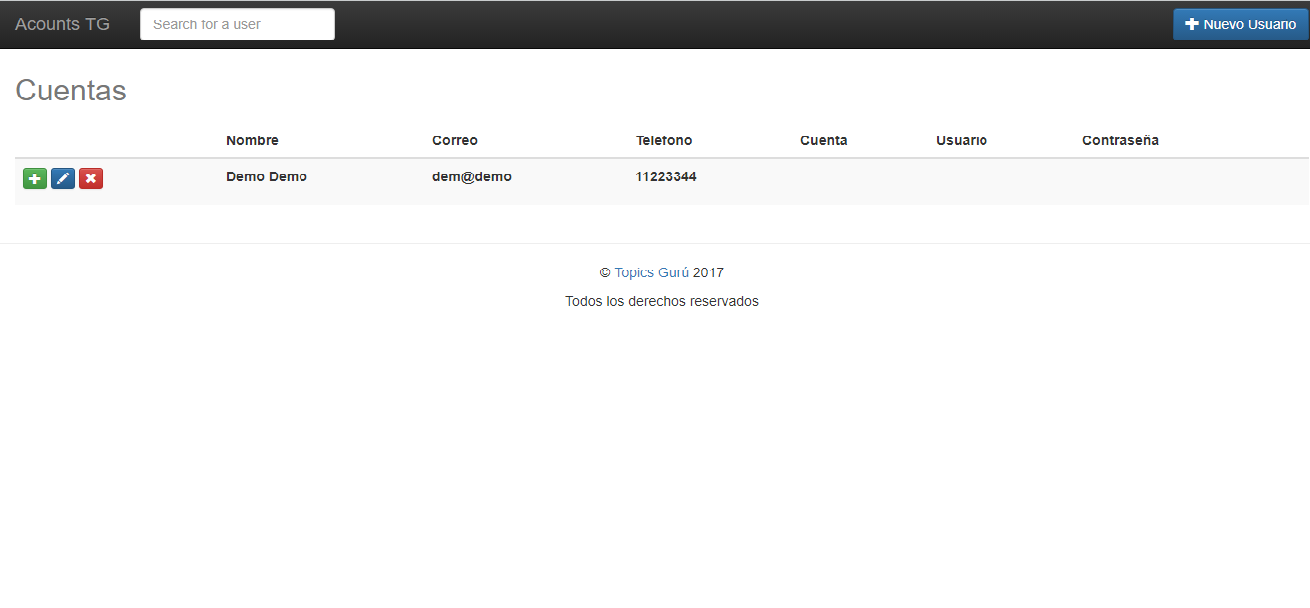 Acounts TG Search for a user Nuevo Usuario
Cuentas
Nombre Correo Telefono Cuenta Usuario Contraseña
Demo Demo dem@demo 11223344
© Topics Gurú 2017
Todos los derechos reservados